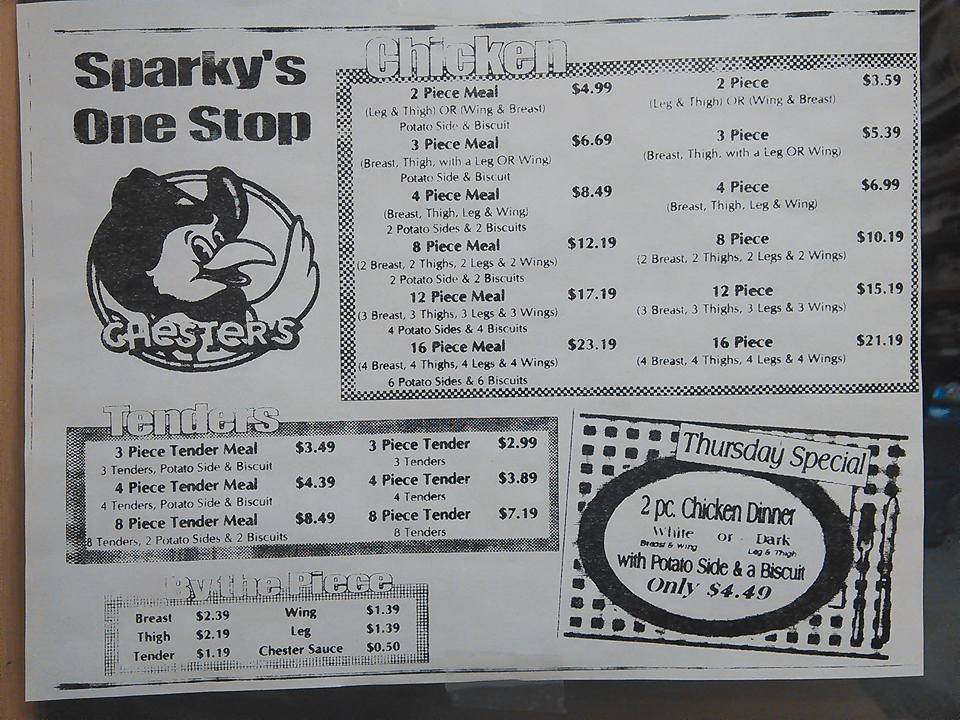 Sparky's
One Stop
CHESTER'S
Chicken
2 Piece Meal $4.99
(Leg & Thigh) OR (Wing & Breast)
Potato Side & Biscuit
3 Piece Meal $6.69
(Breast, Thigh, with a Leg OR Wing)
Potato Side & Biscuit
4 Piece Meal $8.49
(Breast, Thigh, Leg & Wing)
2 Potato Sides & 2 Biscuits
8 Piece Meal $12.19
(2 Breast, 2 Thighs, 2 Legs & 2 Wings)
2 Potato Side & 2 Biscuits
12 Piece Meal $17.19
(3 Breast, 3 Thighs, 3 Legs & 3 Wings)
4 Potato Sides & 4 Biscuits
16 Piece Meal $23.19
(4 Breast, 4 Thighs, 4 Legs & 4 Wings)
6 Potato Sides & 6 Biscuits
2 Piece $3.59
(Leg & Thigh) OR (Wing & Breast)
3 Piece $5.39
(Breast, Thigh, with a Leg OR Wing)
4 Piece $6.99
(Breast, Thigh, Leg & Wing)
8 Piece $10.19
(2 Breast, 2 Thighs, 2 Legs & 2 Wings)
12 Piece $15.19
(3 Breast, 3 Thighs, 3 Legs & 3 Wings)
16 Piece $21.19
(4 Breast, 4 Thighs, 4 Legs & 4 Wings)
Tenders
3 Piece Tender Meal $3.49
3 Tenders, Potato Side & Biscuit
4 Piece Tender Meal $4.39
4 Tenders, Potato Side & Biscuit
8 Piece Tender Meal $8.49
8 Tenders, 2 Potato Sides & 2 Biscuits
3 Piece Tender $2.99
3 Tenders
4 Piece Tender $3.89
4 Tenders
8 Piece Tender $7.19
8 Tenders
By the Piece
Breast $2.39 Wing $1.39
Thigh $2.19 Leg $1.39
Tender $1.19 Chester Sauce $0.50
Thursday Special
2 pc. Chicken Dinner
White or Dark
Breast & Wing Leg & Thigh
with Potato Side & a Biscuit
Only $4.49